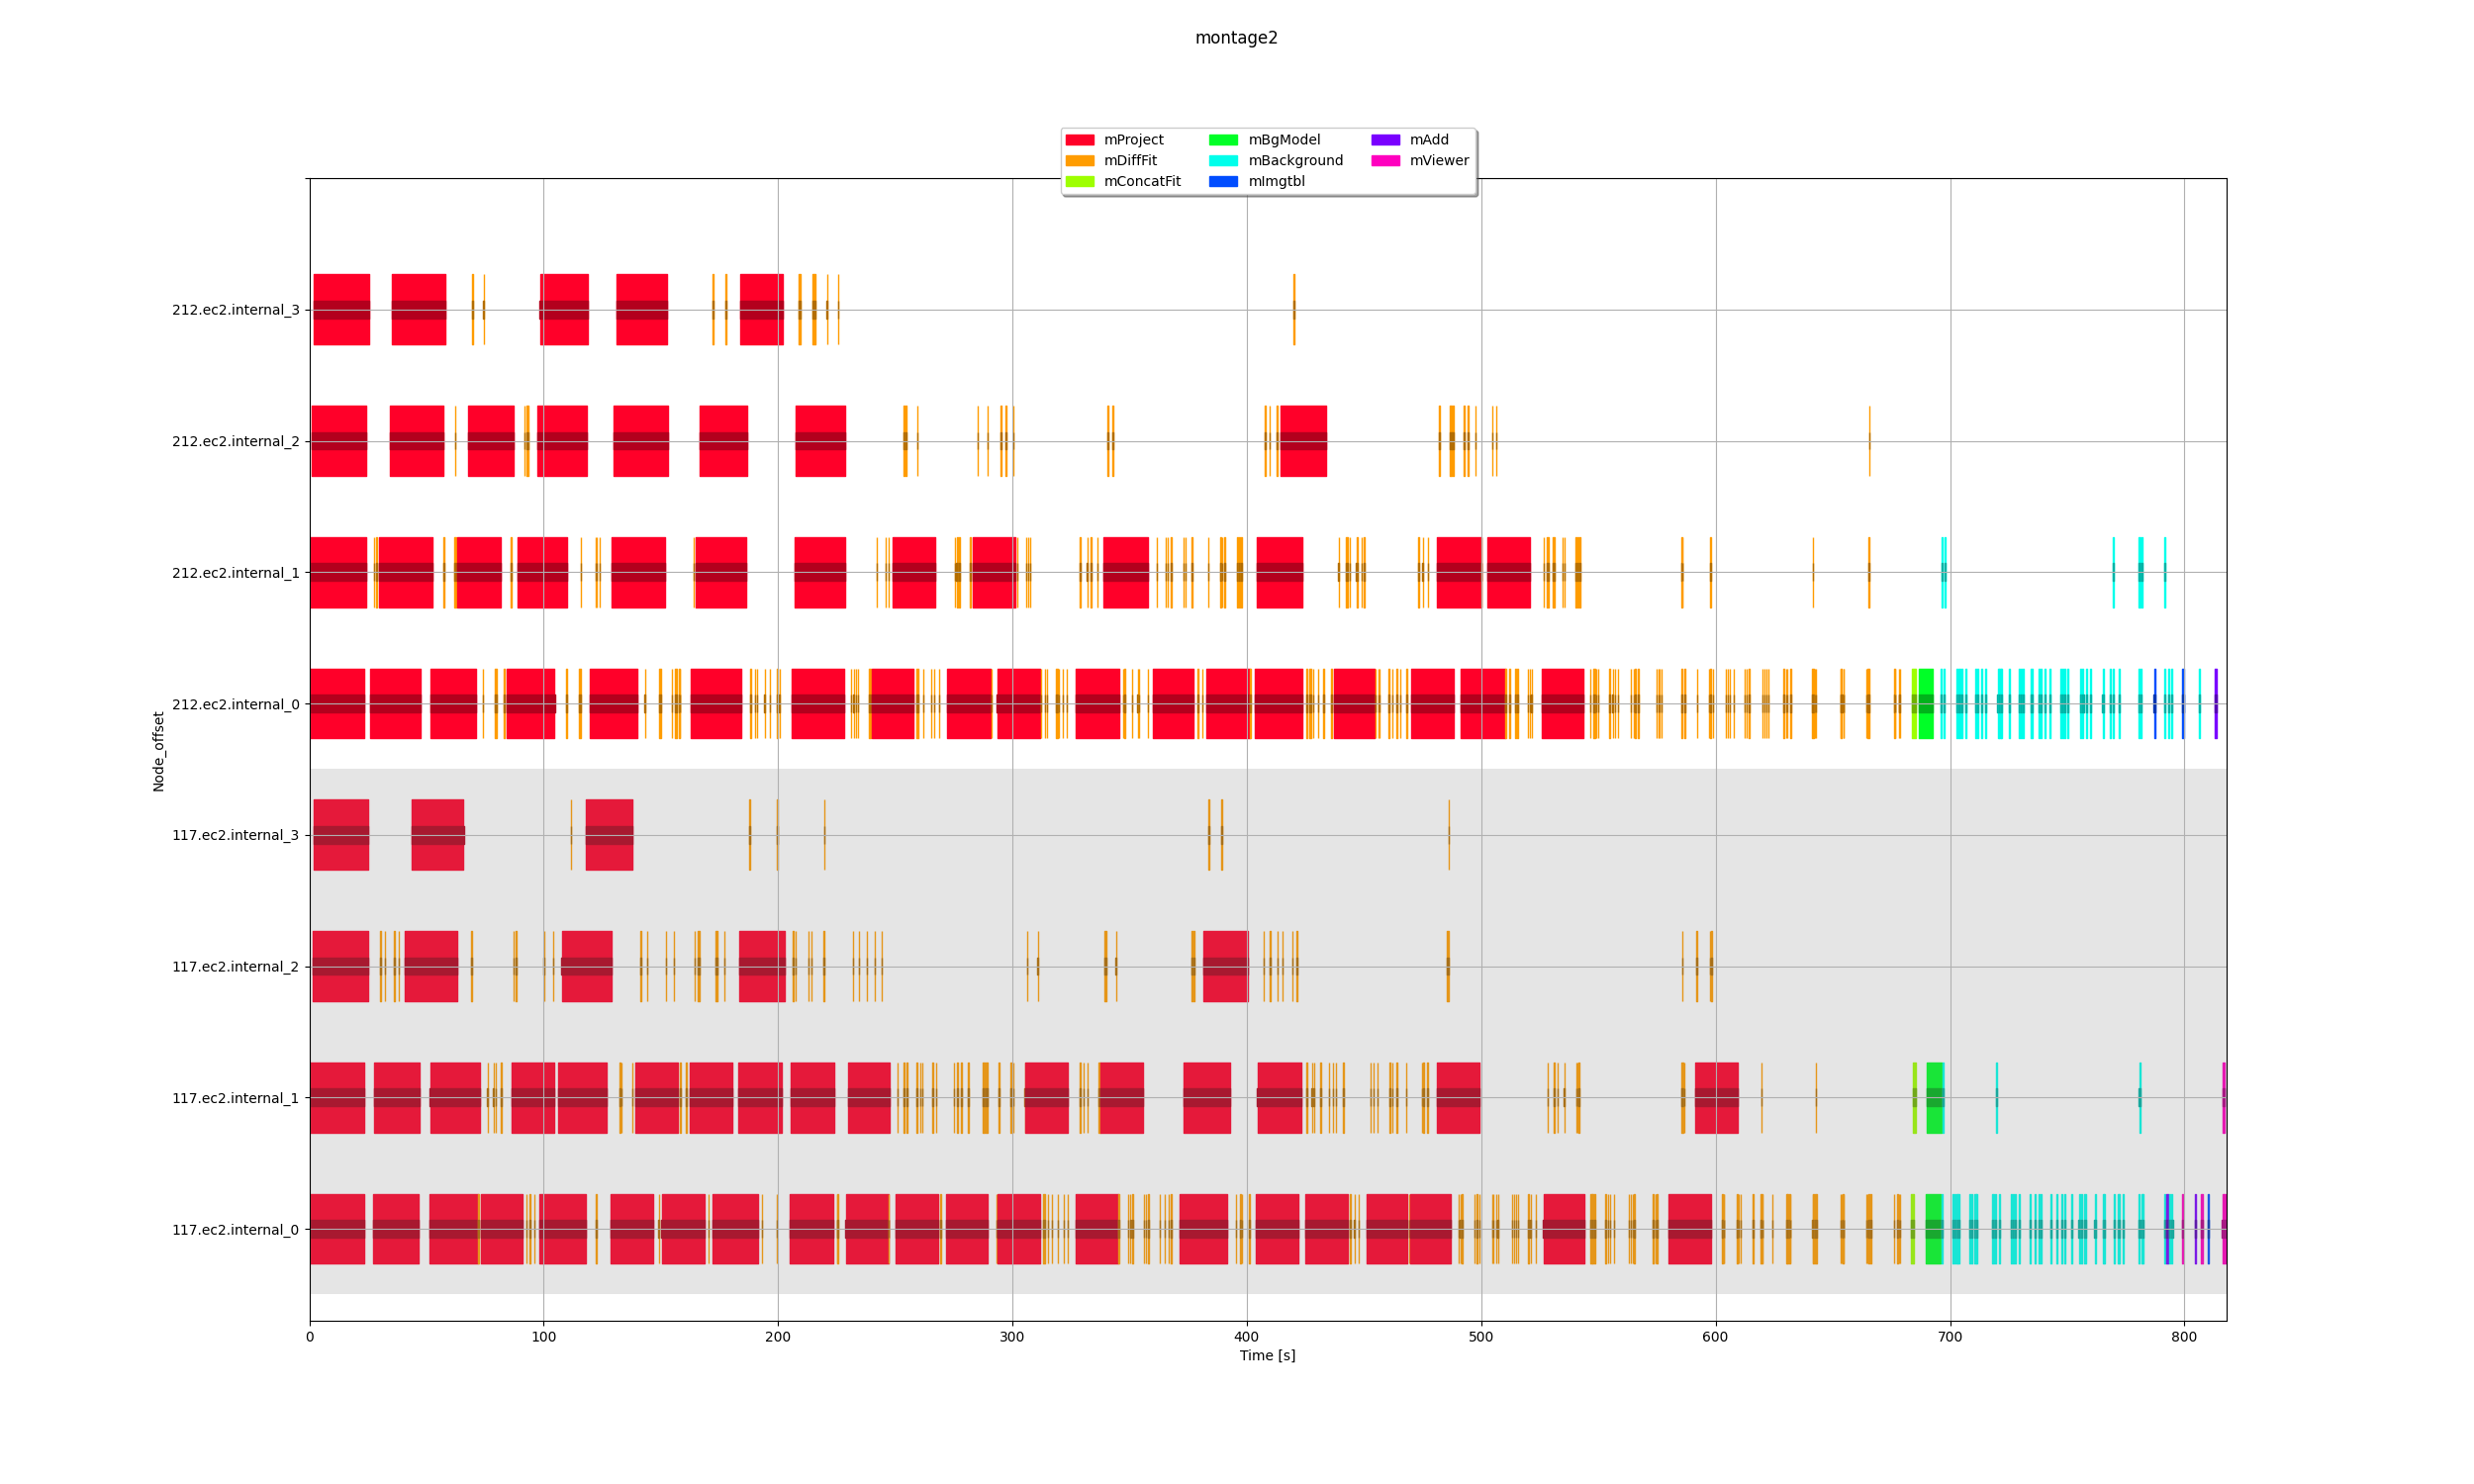 montage2
mProject mBgModel mAdd
mDiffFit mBackground mViewer
mConcatFit mImgtbl
212.ec2.internal_3
212.ec2.internal_2
212.ec2.internal_1
212.ec2.internal_0
Node_offset
117.ec2.internal_3
117.ec2.internal_2
117.ec2.internal_1
117.ec2.internal_0
0 100 200 300 400 500 600 700 800
Time [s]